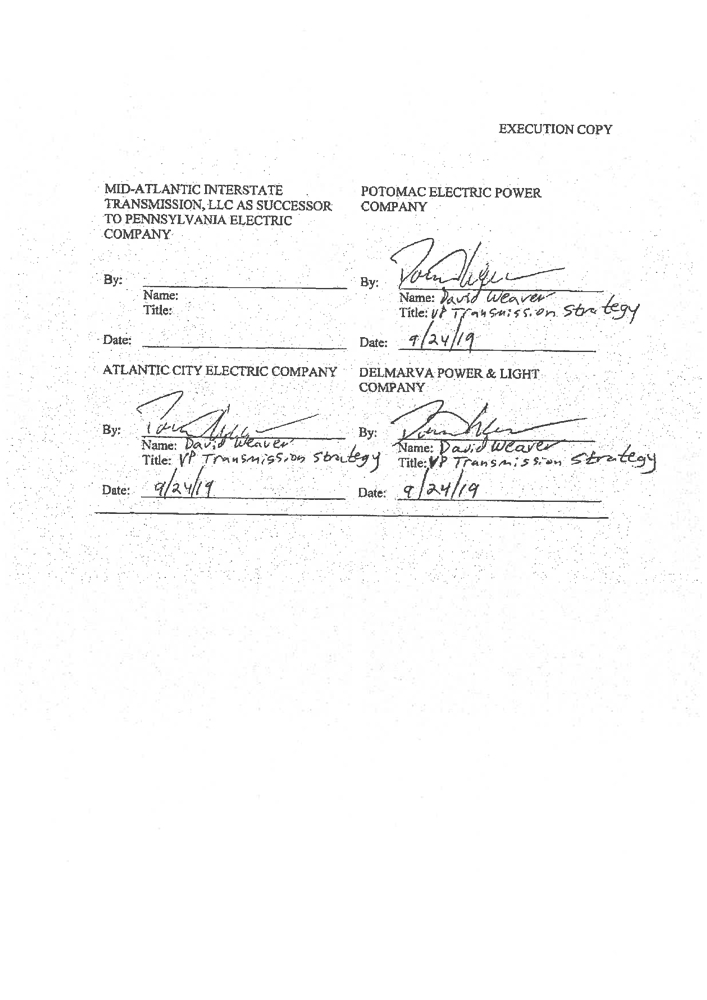 EXECUTION COPY
MID-ATLANTIC INTERSTATE
TRANSMISSION, LLC AS SUCCESSOR
TO PENNSYLVANIA ELECTRIC
COMPANY
By:
Name:
Title:
Date:
POTOMAC ELECTRIC POWER
COMPANY
By:
Name: David Weaver
Title: VP Transmission Strategy
Date: 9/24/19
ATLANTIC CITY ELECTRIC COMPANY
By:
Name: David Weaver
Title: VP Transmission Strategy
Date: 9/24/19
DELMARVA POWER & LIGHT
COMPANY
By:
Name: David Weaver
Title: VP Transmission Strategy
Date: 9/24/19